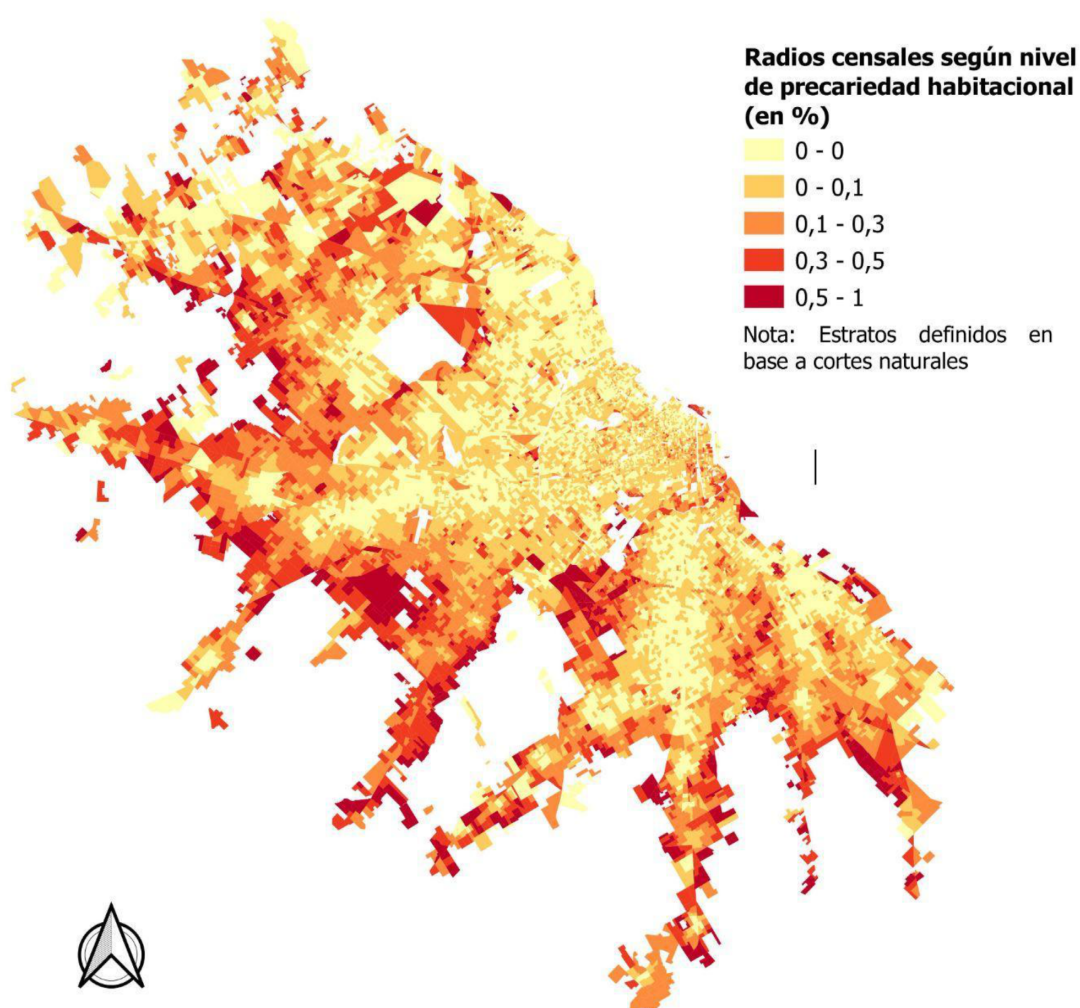 Radios censales según nivel
de precariedad habitacional
(en %)
0 - 0
0 - 0,1
0,1 - 0,3
0,3 - 0,5
0,5 - 1
Nota: Estratos definidos en
base a cortes naturales